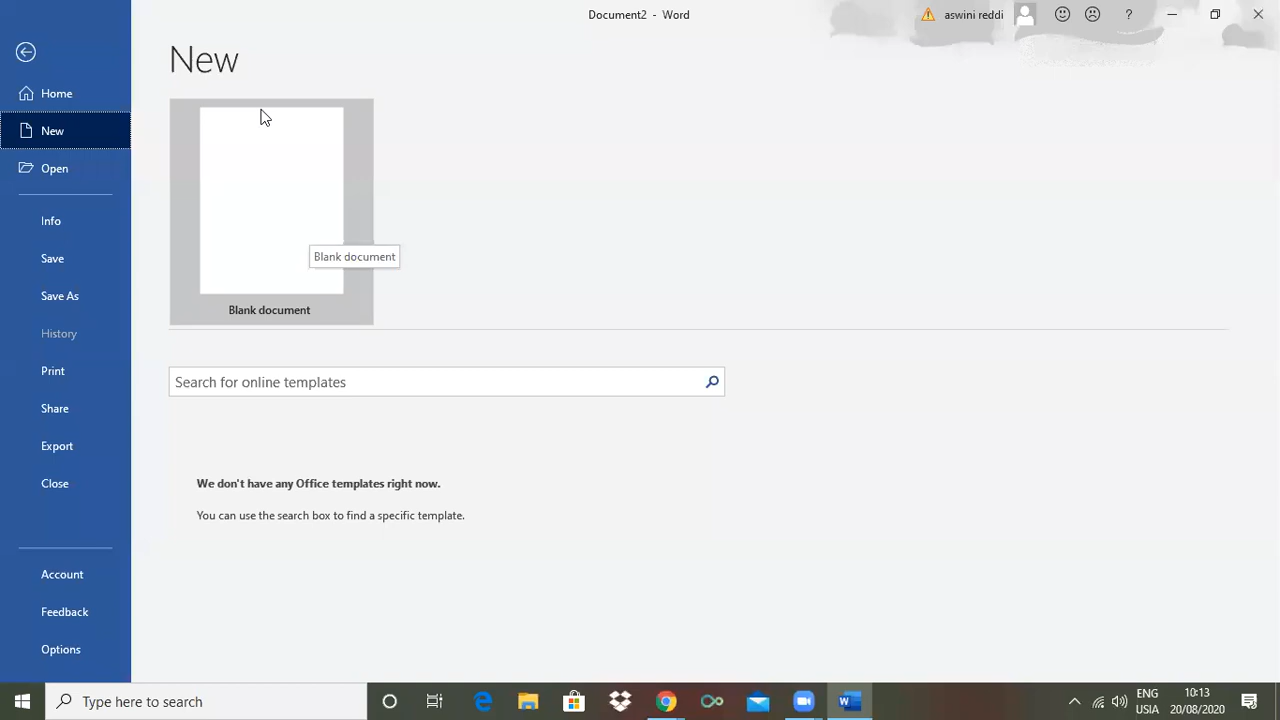 Document2 - Word
aswini reddi
?
New
Home
New
Open
Info
Save
Save As
History
Print
Share
Export
Close
Account
Feedback
Options
Blank document
Blank document
Search for online templates
We don't have any Office templates right now.
You can use the search box to find a specific template.
Type here to search
ENG
USIA
10:13
20/08/2020